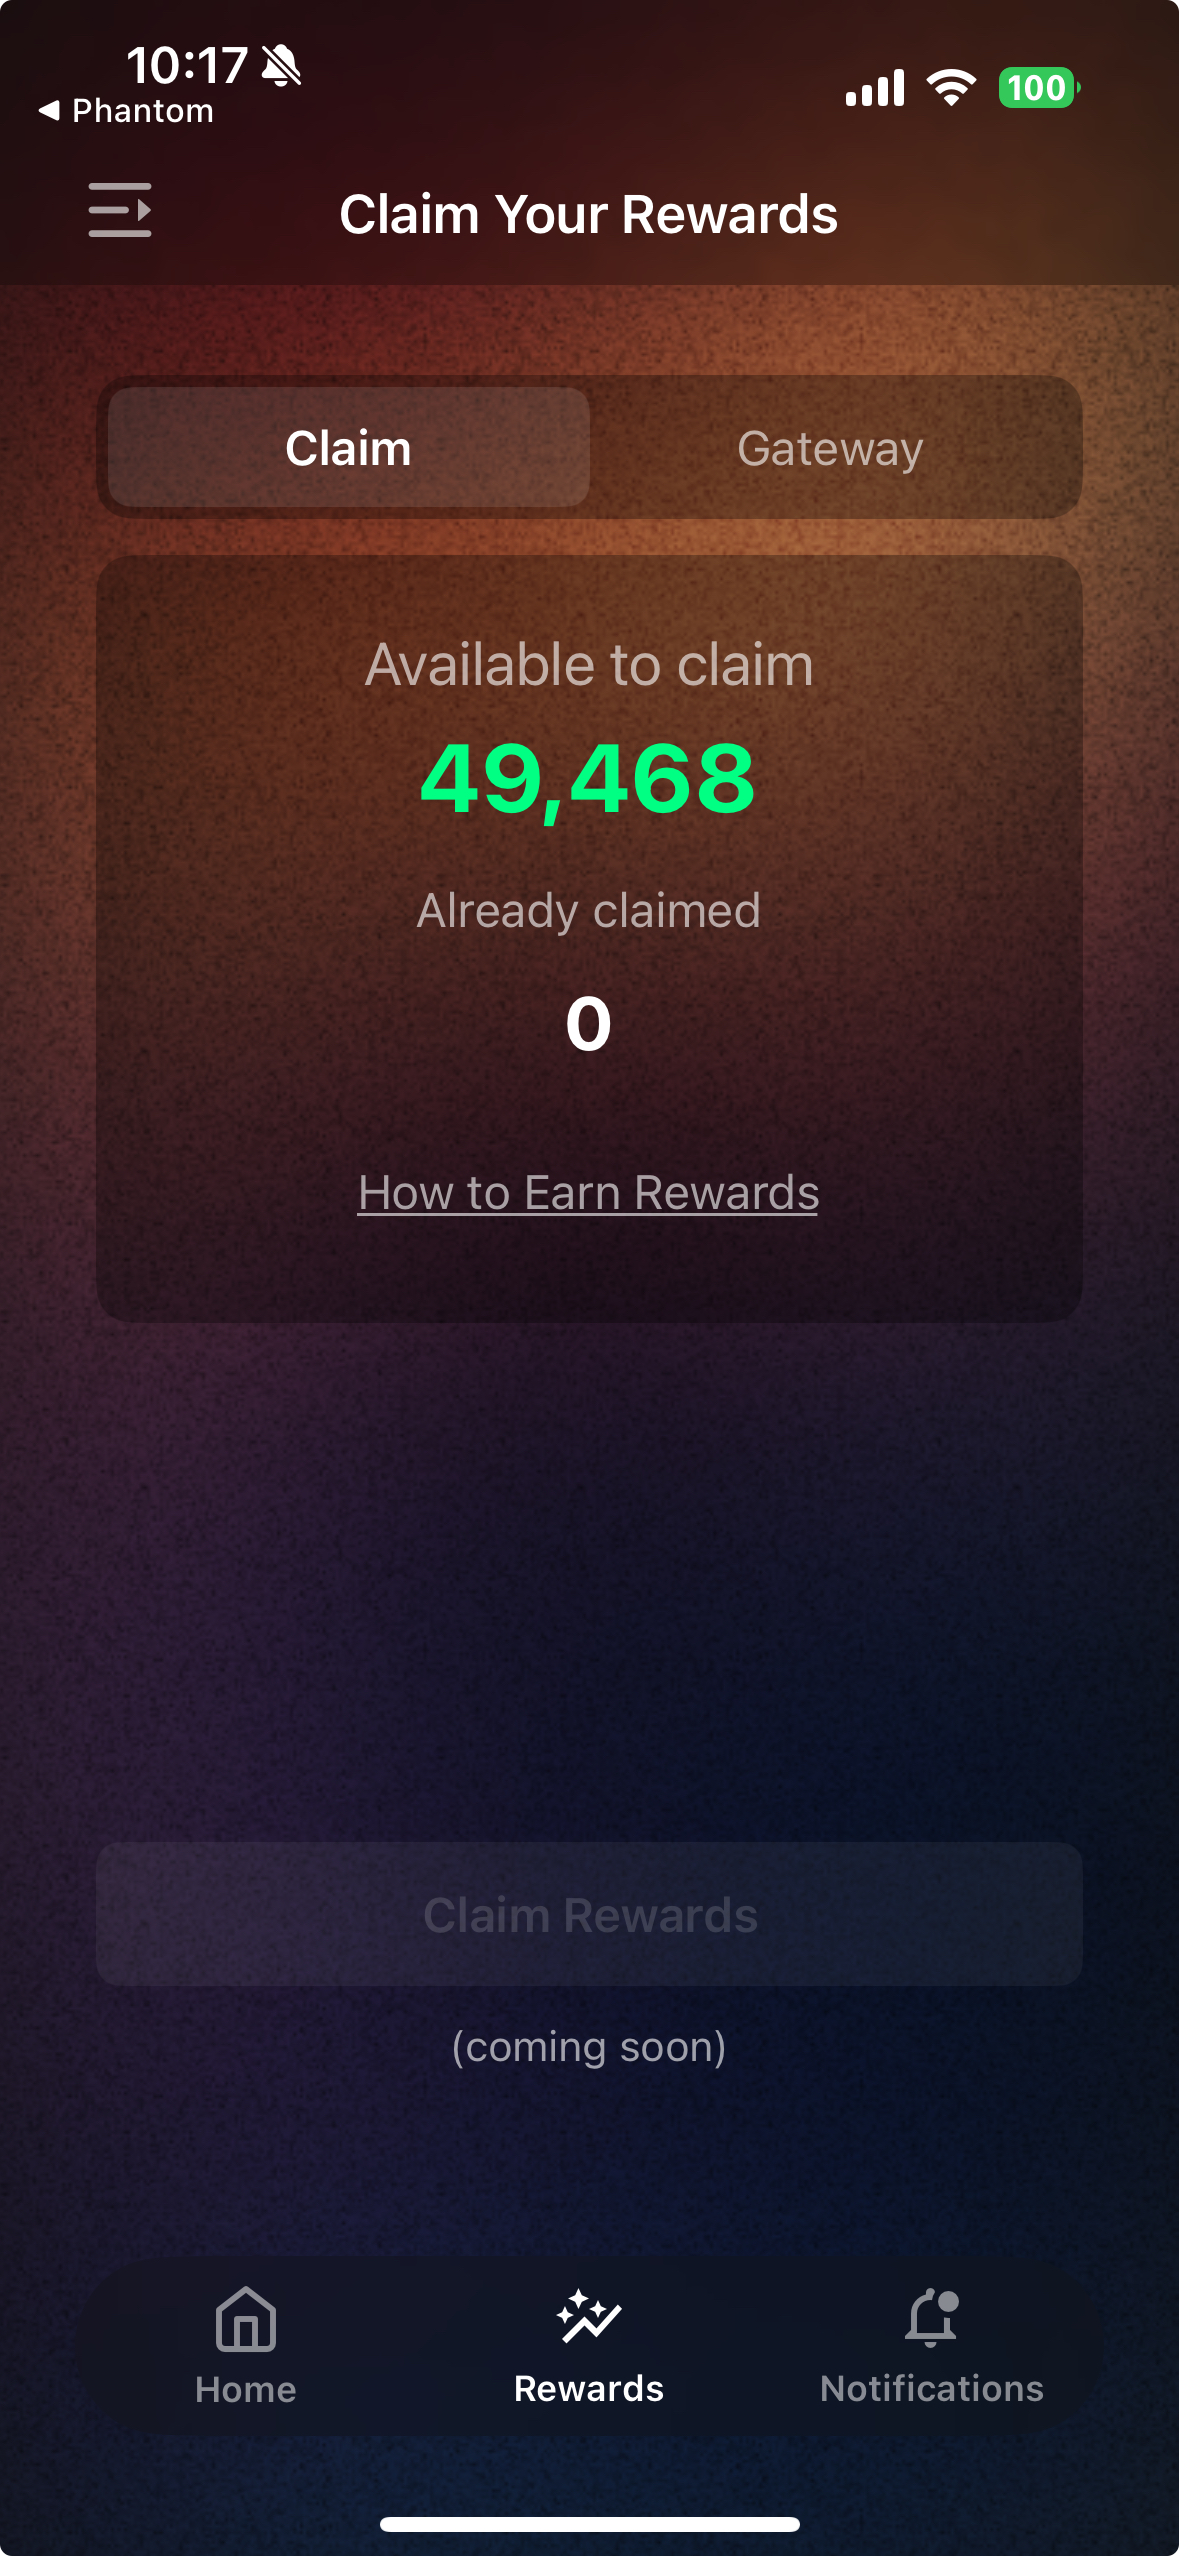 10:17
Phantom
100
Claim Your Rewards
Claim
Gateway
Available to claim
49,468
Already claimed
0
How to Earn Rewards
Claim Rewards
(coming soon)
Home
Rewards
Notifications